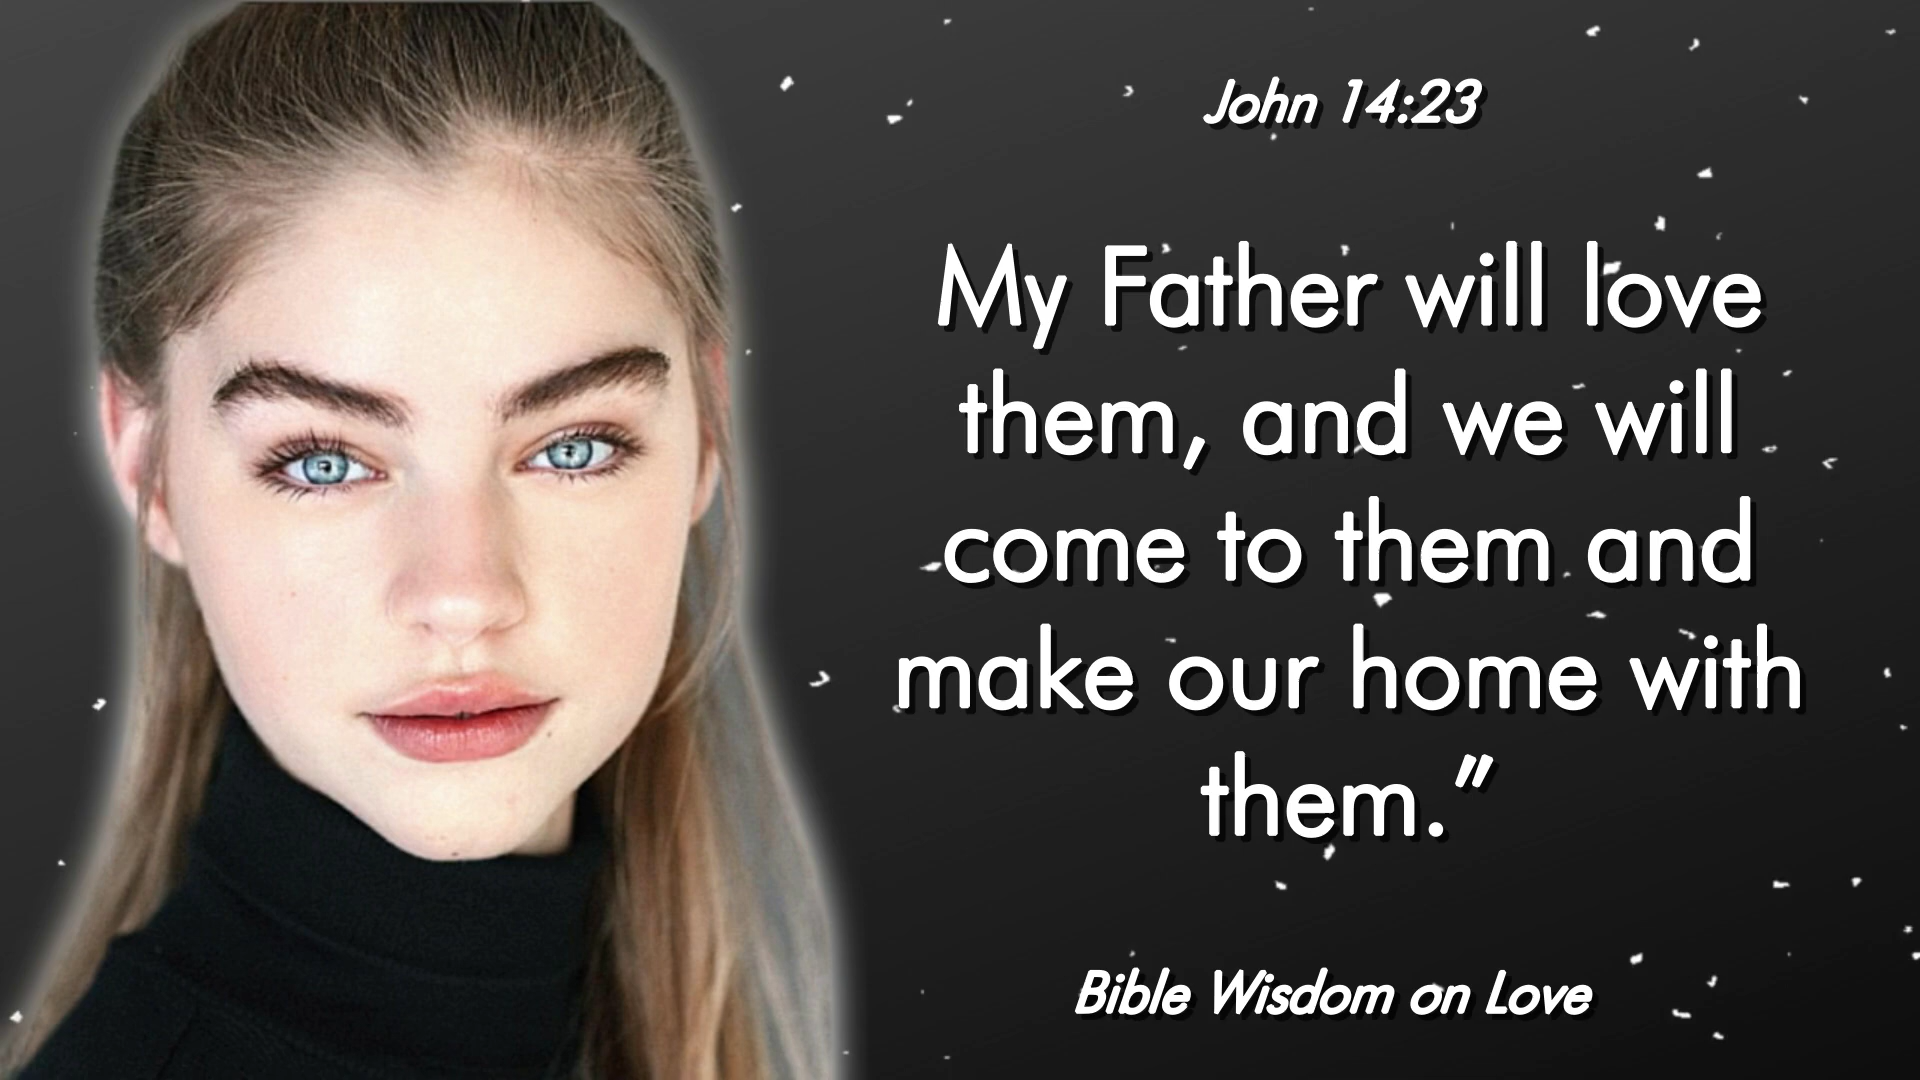 John 14:23
My Father will love
them, and we will
come to them and
make our home with
them.”
Bible Wisdom on Love